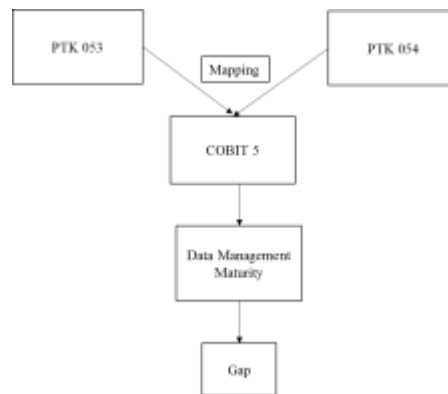 PTK 053
PTK 054
Mapping
COBIT 5
Data Management
Maturity
Gap